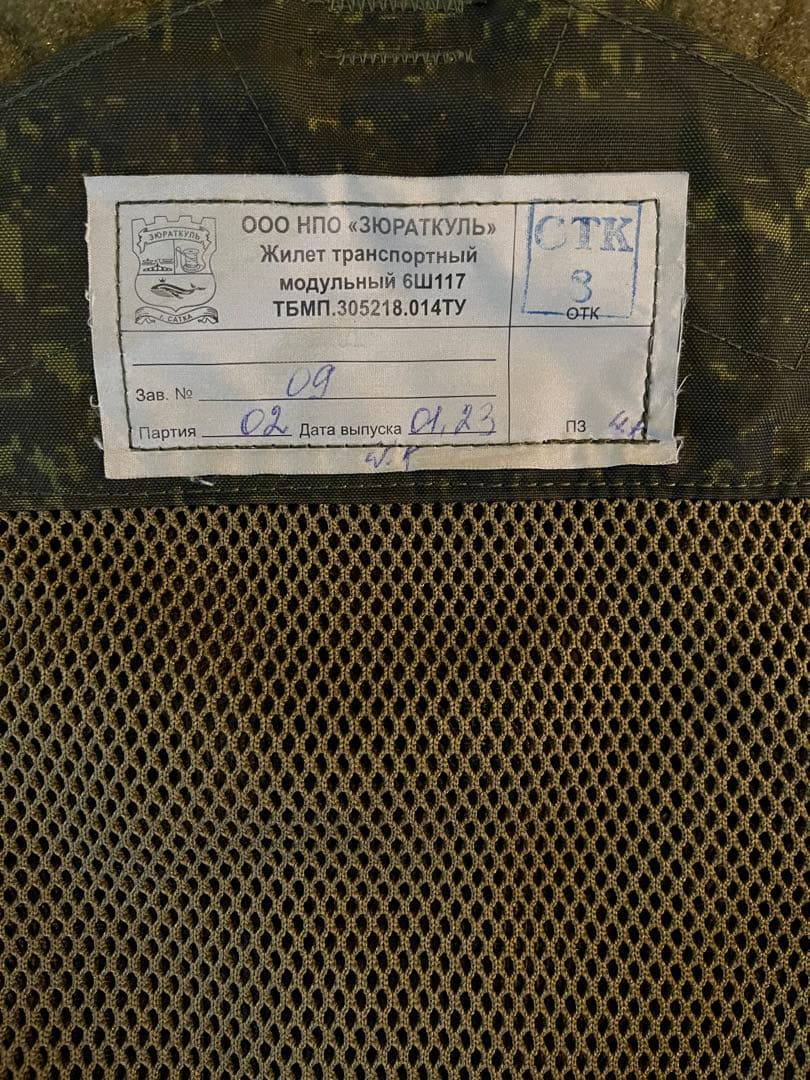 ЗЮРАТКУЛЬ
г. САТКА
ООО НПО «ЗЮРАТКУЛЬ»
Жилет транспортный
модульный 6Ш117
ТБМП.305218.014ТУ
СТК
3
ОТК
Зав. № 09
Партия 02 Дата выпуска 01,23
ПЗ